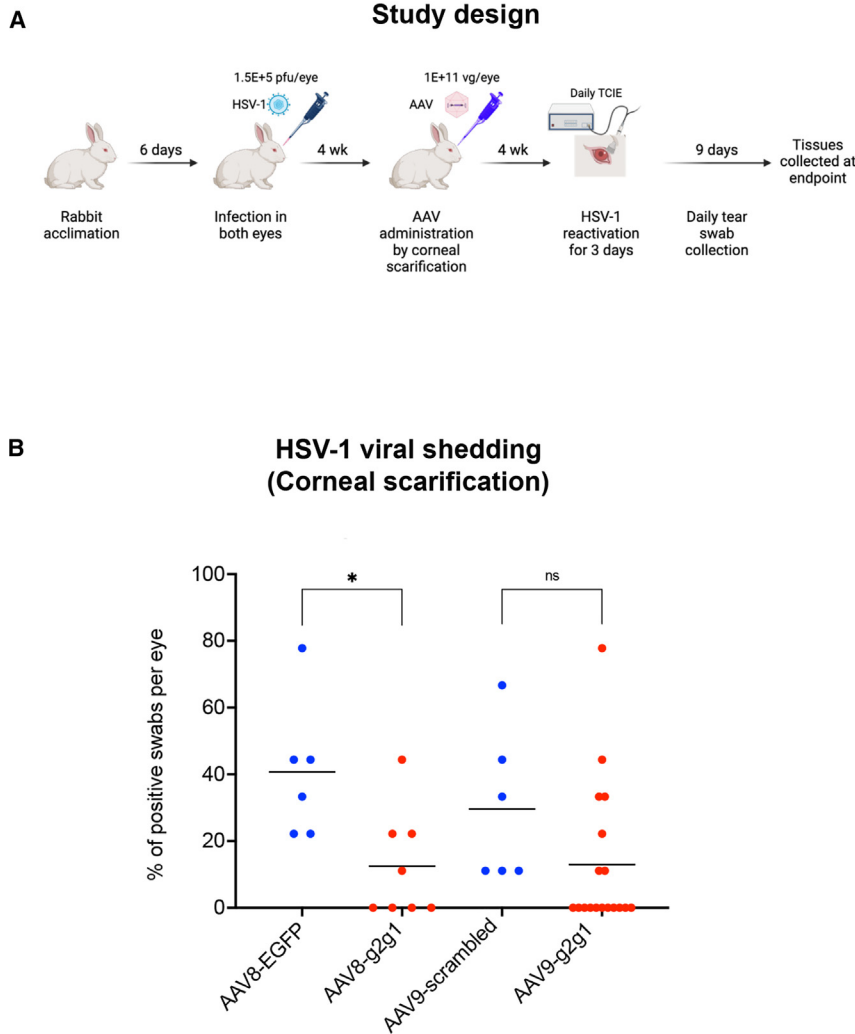 A
Study design
1.5E+5 pfu/eye
HSV-1
1E+11 vg/eye
AAV
Daily TCIE
6 days
4 wk
4 wk
9 days
Tissues
collected at
endpoint
Rabbit
acclimation
Infection in
both eyes
AAV
administration
by corneal
scarification
HSV-1
reactivation
for 3 days
Daily tear
swab
collection
B
HSV-1 viral shedding
(Corneal scarification)
% of positive swabs per eye
100
80
60
40
20
0
*
ns
AAV8-EGFP
AAV8-g2g1
AAV9-scrambled
AAV9-g2g1